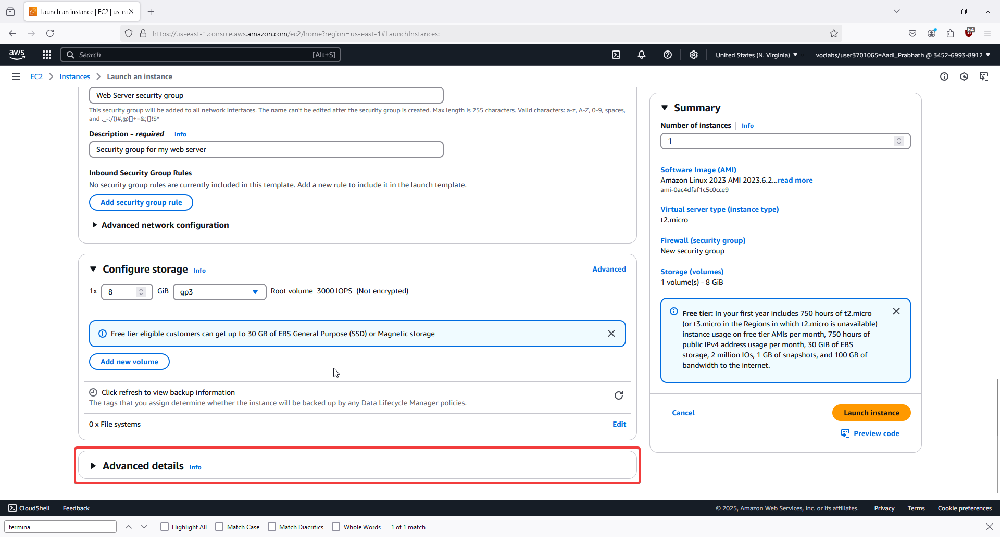 Launch an instance | EC2 | us-ea
https://us-east-1.console.aws.amazon.com/ec2/home?region=us-east-1#LaunchInstances:
64
aws
Search
[Alt+S]
United States (N. Virginia)
voclabs/user3701065=Aadi_Prabhath @ 3452-6993-8912
EC2
Instances
Launch an instance
Web Server security group
This security group will be added to all network interfaces. The name can't be edited after the security group is created. Max length is 255 characters. Valid characters: a-z, A-Z, 0-9, spaces,
and ._-:/()#,@[]+=&;{}!$*
Description - required
Info
Security group for my web server
Inbound Security Group Rules
No security group rules are currently included in this template. Add a new rule to include it in the launch template.
Add security group rule
Advanced network configuration
Configure storage
Info
Advanced
1x
8
GiB
gp3
Root volume
3000 IOPS
(Not encrypted)
Free tier eligible customers can get up to 30 GB of EBS General Purpose (SSD) or Magnetic storage
Add new volume
Click refresh to view backup information
The tags that you assign determine whether the instance will be backed up by any Data Lifecycle Manager policies.
0 x File systems
Edit
Advanced details
Info
Summary
Number of instances
Info
1
Software Image (AMI)
Amazon Linux 2023 AMI 2023.6.2...read more
ami-0ac4dfaf1c5c0cce9
Virtual server type (instance type)
t2.micro
Firewall (security group)
New security group
Storage (volumes)
1 volume(s) - 8 GiB
Free tier: In your first year includes 750 hours of t2.micro
(or t3.micro in the Regions in which t2.micro is unavailable)
instance usage on free tier AMIs per month, 750 hours of
public IPv4 address usage per month, 30 GiB of EBS
storage, 2 million IOs, 1 GB of snapshots, and 100 GB of
bandwidth to the internet.
Cancel
Launch instance
Preview code
CloudShell
Feedback
© 2025, Amazon Web Services, Inc. or its affiliates.
Privacy
Terms
Cookie preferences
termina
Highlight All
Match Case
Match Diacritics
Whole Words
1 of 1 match